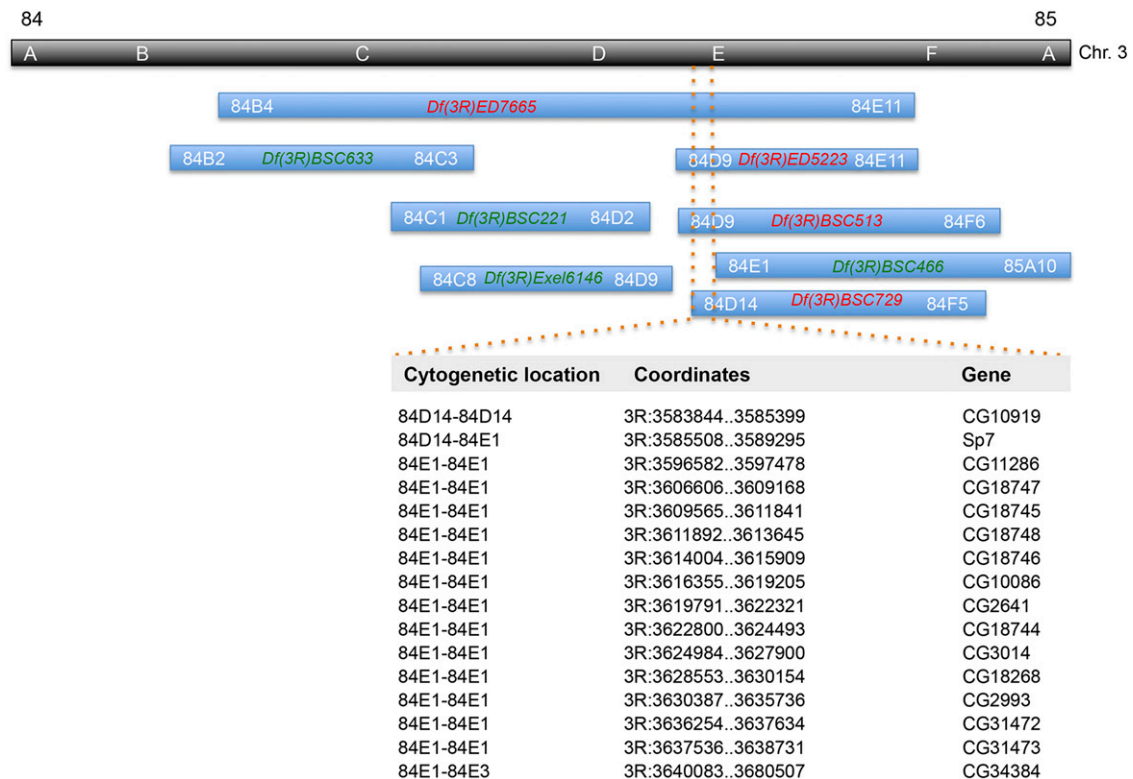 84 85
A B C D E F A Chr. 3
84B4 Df(3R)ED7665 84E11
84B2 Df(3R)BSC633 84C3 84D9 Df(3R)ED5223 84E11
84C1 Df(3R)BSC221 84D2 84D9 Df(3R)BSC513 84F6
84C8 Df(3R)Exel6146 84D9 84E1 Df(3R)BSC466 85A10
84D14 Df(3R)BSC729 84F5
Cytogenetic location Coordinates Gene
84D14-84D14 3R:3583844..3585399 CG10919
84D14-84E1 3R:3585508..3589295 Sp7
84E1-84E1 3R:3596582..3597478 CG11286
84E1-84E1 3R:3606606..3609168 CG18747
84E1-84E1 3R:3609565..3611841 CG18745
84E1-84E1 3R:3611892..3613645 CG18748
84E1-84E1 3R:3614004..3615909 CG18746
84E1-84E1 3R:3616355..3619205 CG10086
84E1-84E1 3R:3619791..3622321 CG2641
84E1-84E1 3R:3622800..3624493 CG18744
84E1-84E1 3R:3624984..3627900 CG3014
84E1-84E1 3R:3628553..3630154 CG18268
84E1-84E1 3R:3630387..3635736 CG2993
84E1-84E1 3R:3636254..3637634 CG31472
84E1-84E1 3R:3637536..3638731 CG31473
84E1-84E3 3R:3640083..3680507 CG34384